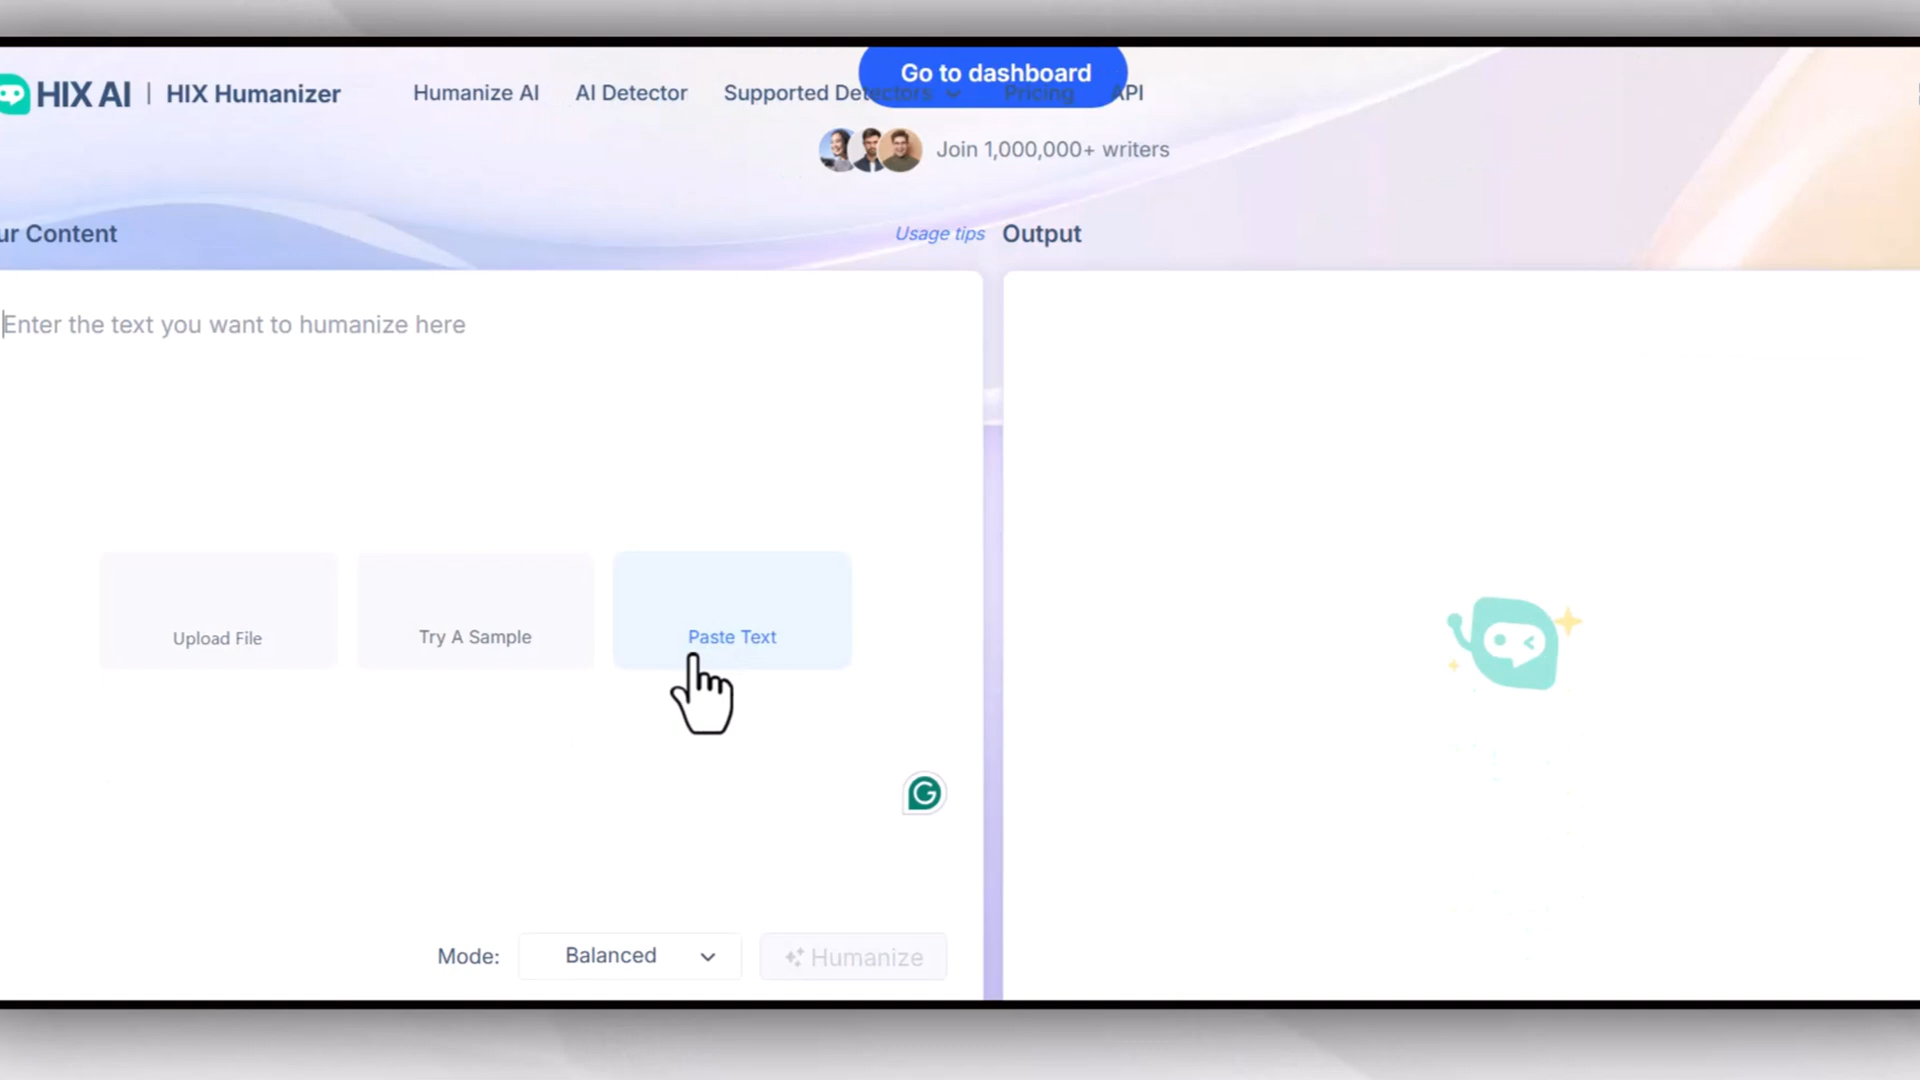 Go to dashboard
HIX AI | HIX Humanizer
Humanize AI
AI Detector
Supported Detectors
Pricing
API
Join 1,000,000+ writers
ur Content
Usage tips
Output
Enter the text you want to humanize here
Upload File
Try A Sample
Paste Text
G
Mode:
Balanced
Humanize